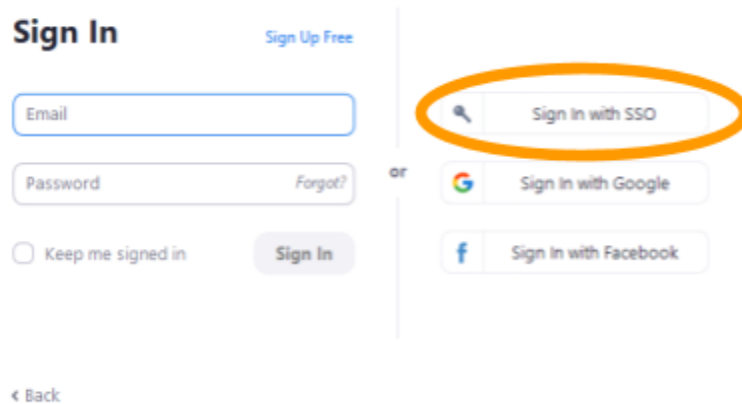 Sign In
Sign Up Free
Email
Password
Forgot?
Keep me signed in
Sign In
or
Sign In with SSO
Sign In with Google
Sign In with Facebook
Back